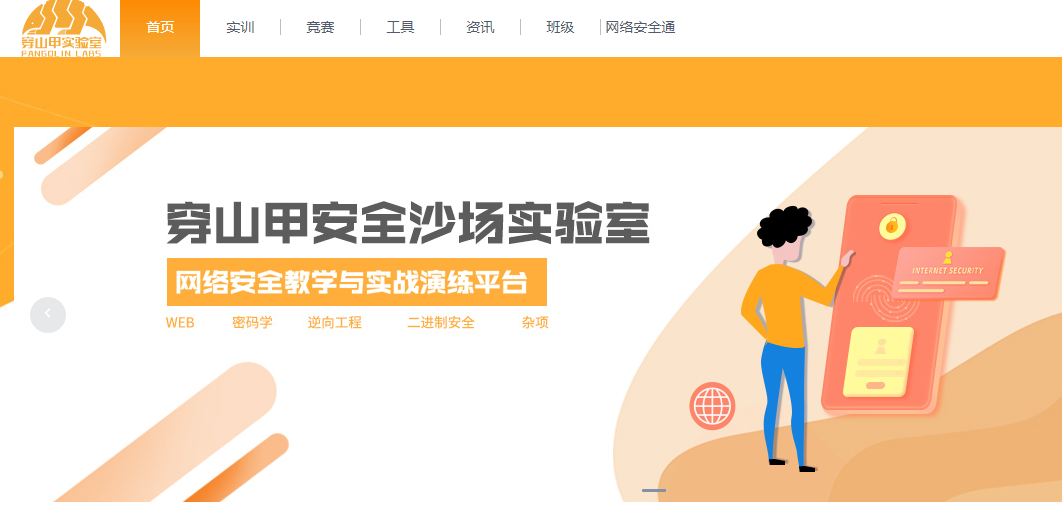 首页 实训 竞赛 工具 资讯 班级 网络安全通
穿山甲实验室
PANGOLIN LABS
穿山甲安全沙场实验室
网络安全教学与实战演练平台
INTERNET SECURITY
WEB 密码学 逆向工程 二进制安全 杂项